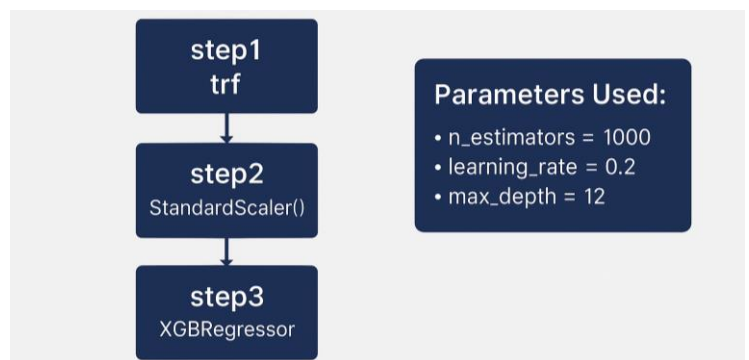 step1
trf
step2
StandardScaler()
step3
XGBRegressor
Parameters Used:
• n_estimators = 1000
• learning_rate = 0.2
• max_depth = 12